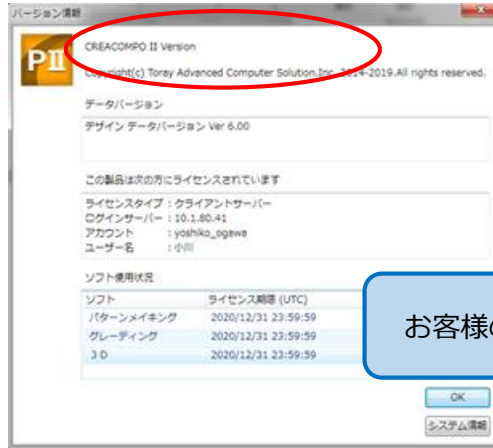 バージョン情報
PII
CREACOMPO II Version
Copyright(c) Toray Advanced Computer Solution,Inc. 2014-2019.All rights reserved.
データバージョン
デザイン データバージョン Ver 6.00
この製品は次の方にライセンスされています
ライセンスタイプ : クライアントサーバー
ログインサーバー : 10.1.80.41
アカウント : yoshiko_ogawa
ユーザー名 : 小川
ソフト使用状況
ソフト ライセンス期限 (UTC)
パターンメイキング 2020/12/31 23:59:59
グレーディング 2020/12/31 23:59:59
3D 2020/12/31 23:59:59
お客様の
OK
システム情報